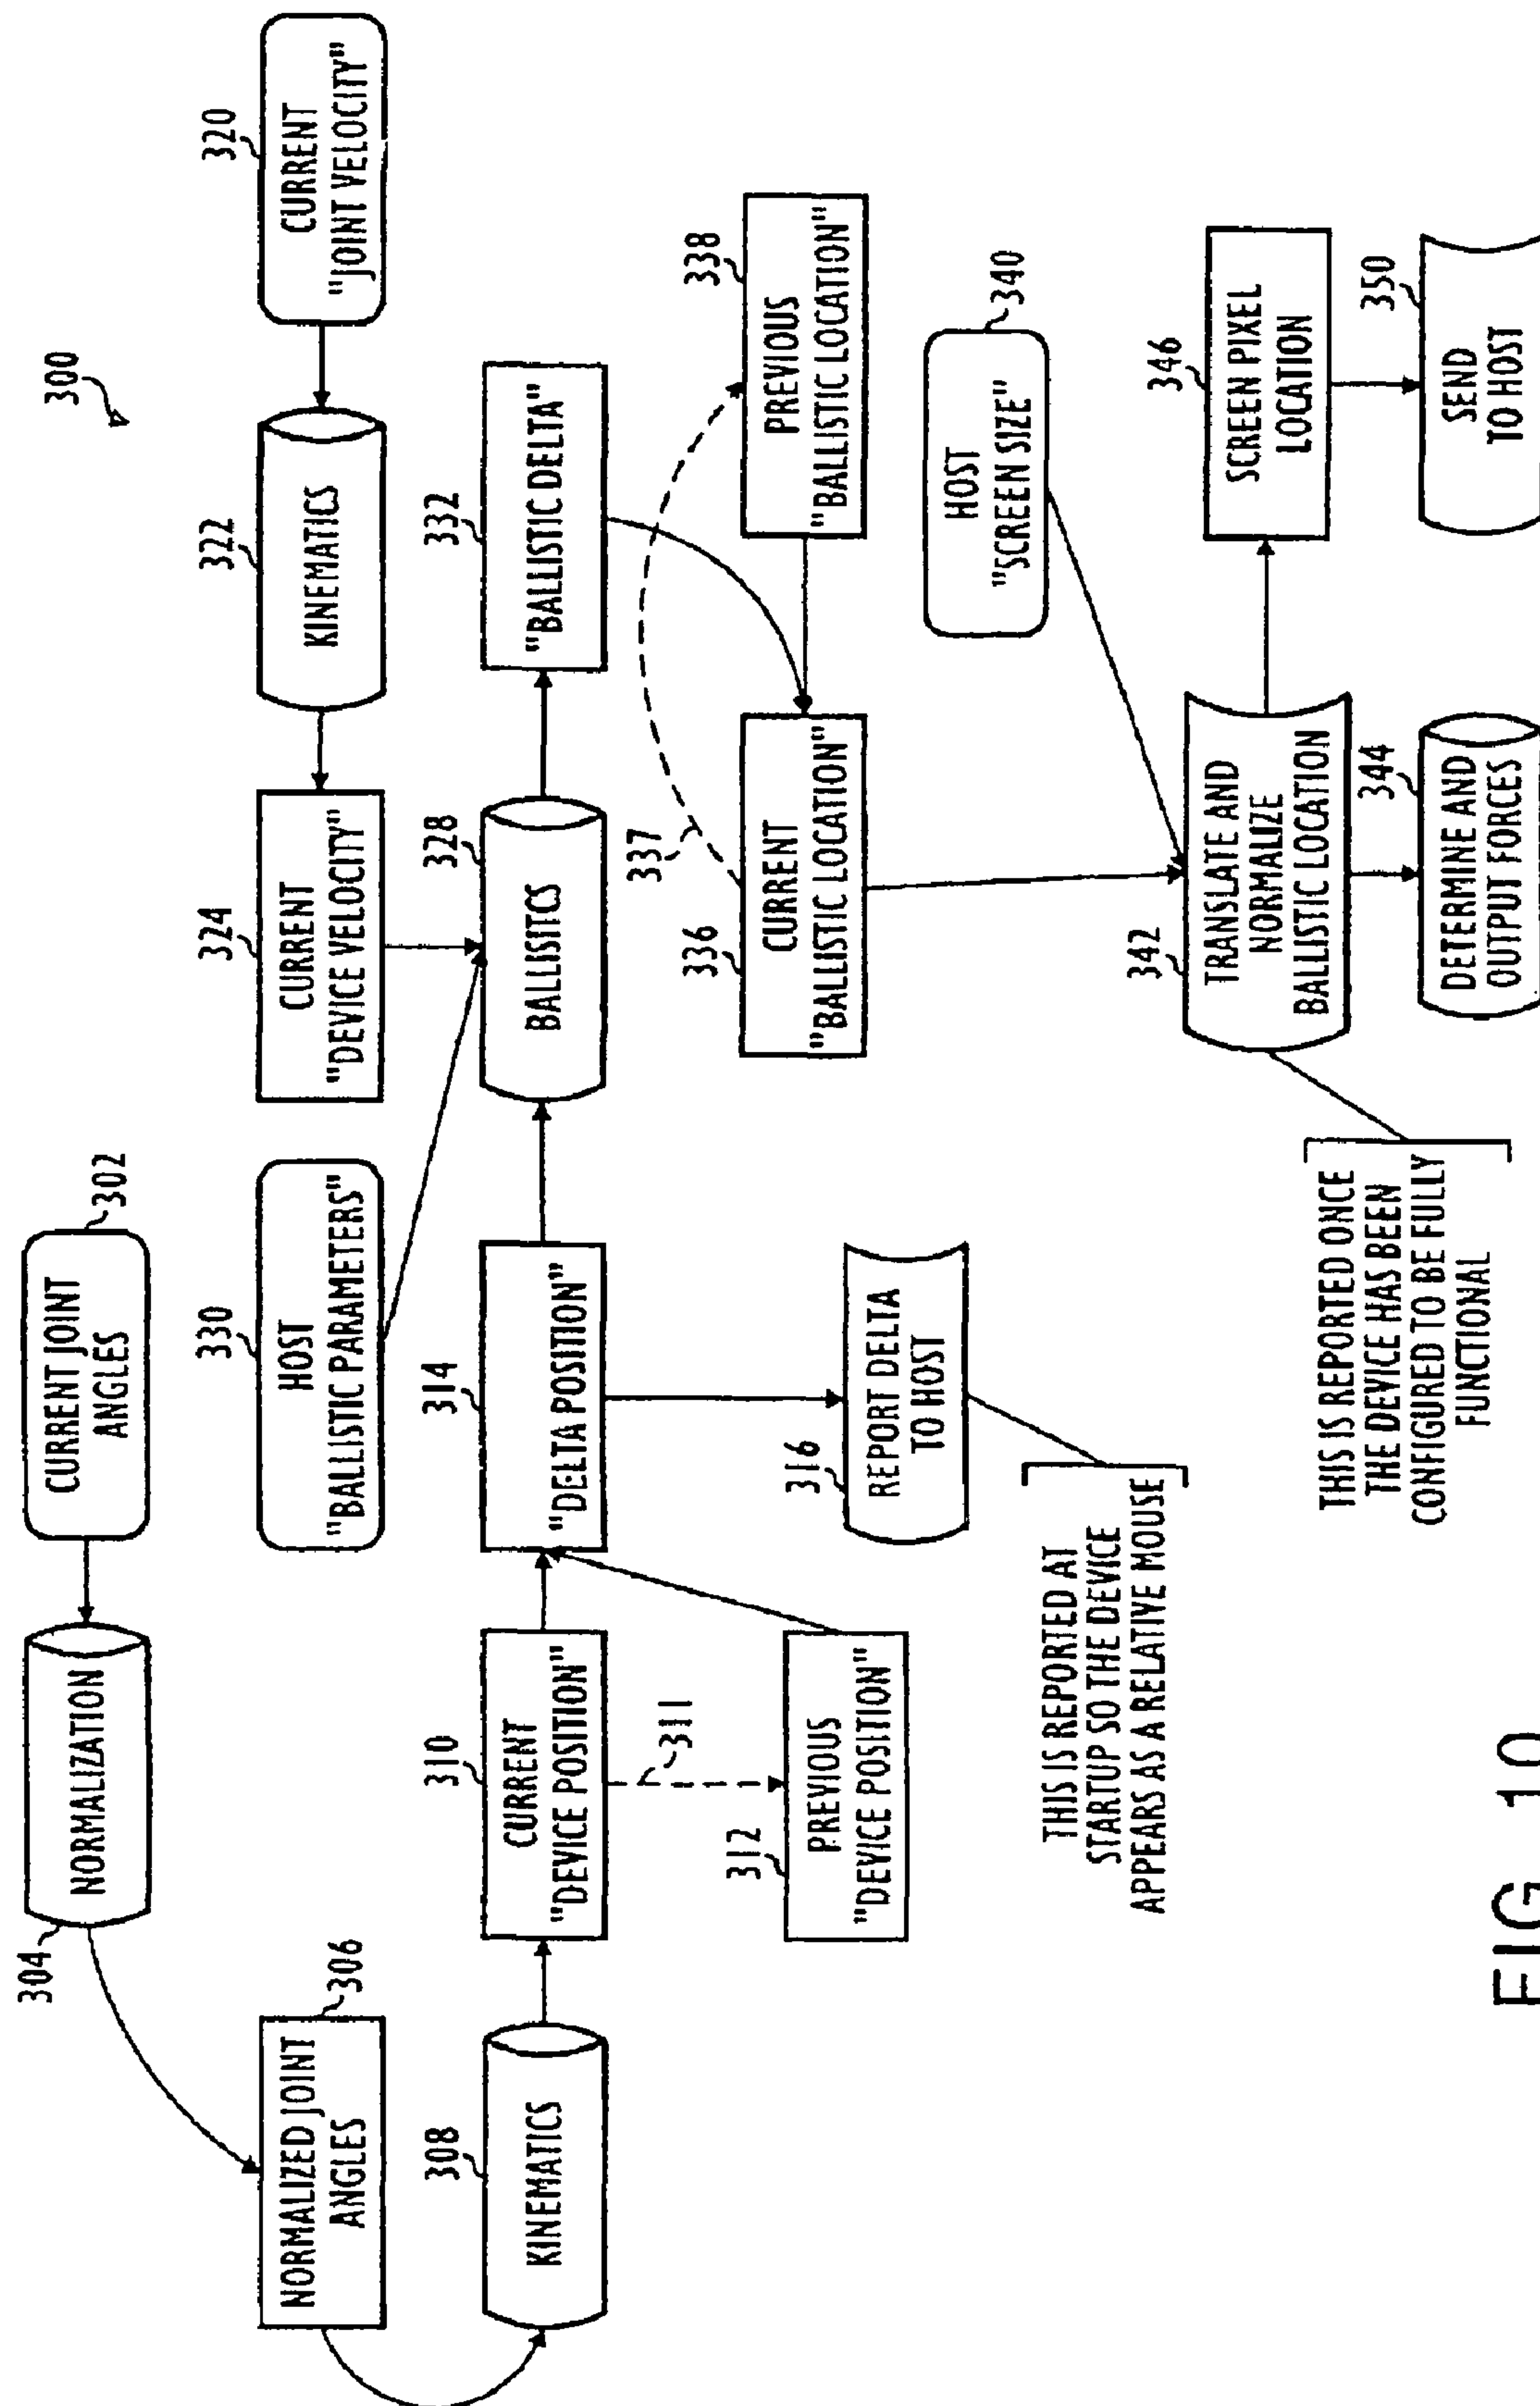 300
CURRENT JOINT
ANGLES
302
NORMALIZATION
304
NORMALIZED JOINT
ANGLES
306
KINEMATICS
308
CURRENT
"DEVICE POSITION"
310
311
PREVIOUS
"DEVICE POSITION"
312
"DELTA POSITION"
314
REPORT DELTA
TO HOST
316
THIS IS REPORTED AT
STARTUP SO THE DEVICE
APPEARS AS A RELATIVE MOUSE
HOST
"BALLISTIC PARAMETERS"
330
CURRENT
"DEVICE VELOCITY"
324
KINEMATICS
322
CURRENT
"JOINT VELOCITY"
320
BALLISITCS
328
"BALLISTIC DELTA"
332
337
CURRENT
"BALLISTIC LOCATION"
336
PREVIOUS
"BALLISTIC LOCATION"
338
HOST
"SCREEN SIZE"
340
TRANSLATE AND
NORMALIZE
BALLISTIC LOCATION
342
SCREEN PIXEL
LOCATION
346
DETERMINE AND
OUTPUT FORCES
344
SEND
TO HOST
350
THIS IS REPORTED ONCE
THE DEVICE HAS BEEN
CONFIGURED TO BE FULLY
FUNCTIONAL
FIG. 10